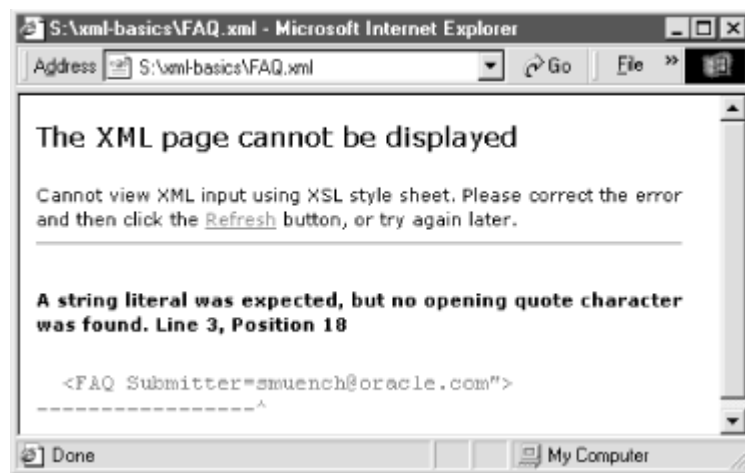 S:\xml-basics\FAQ.xml - Microsoft Internet Explorer
Address S:\xml-basics\FAQ.xml Go File »
The XML page cannot be displayed
Cannot view XML input using XSL style sheet. Please correct the error
and then click the Refresh button, or try again later.
A string literal was expected, but no opening quote character
was found. Line 3, Position 18
<FAQ Submitter=smuench@oracle.com">
-----------------^
Done My Computer